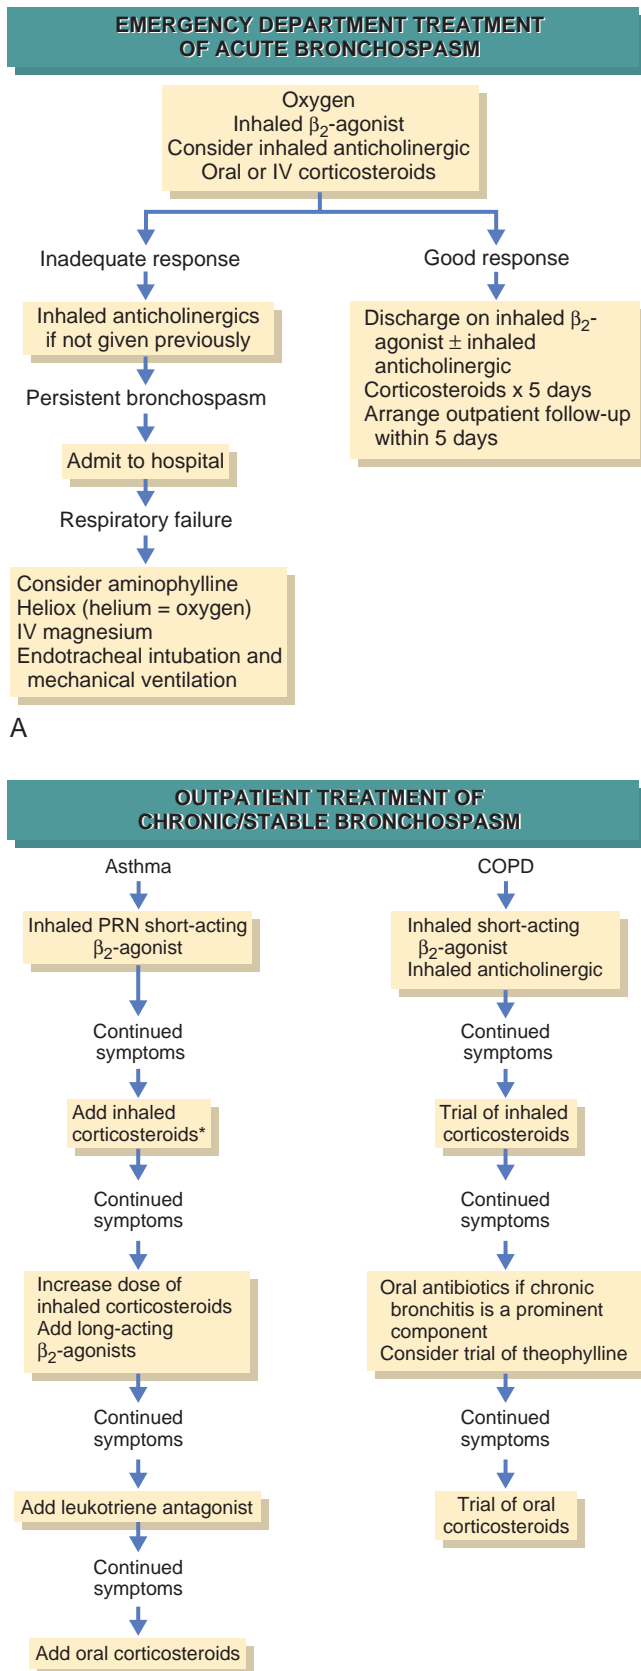 EMERGENCY DEPARTMENT TREATMENT
OF ACUTE BRONCHOSPASM
Oxygen
Inhaled β2-agonist
Consider inhaled anticholinergic
Oral or IV corticosteroids
Inadequate response
Good response
Inhaled anticholinergics
if not given previously
Discharge on inhaled β2-
agonist ± inhaled
anticholinergic
Corticosteroids x 5 days
Arrange outpatient follow-up
within 5 days
Persistent bronchospasm
Admit to hospital
Respiratory failure
Consider aminophylline
Heliox (helium = oxygen)
IV magnesium
Endotracheal intubation and
mechanical ventilation
A
OUTPATIENT TREATMENT OF
CHRONIC/STABLE BRONCHOSPASM
Asthma
Inhaled PRN short-acting
β2-agonist
Continued
symptoms
Add inhaled
corticosteroids*
Continued
symptoms
Increase dose of
inhaled corticosteroids
Add long-acting
β2-agonists
Continued
symptoms
Add leukotriene antagonist
Continued
symptoms
Add oral corticosteroids
COPD
Inhaled short-acting
β2-agonist
Inhaled anticholinergic
Continued
symptoms
Trial of inhaled
corticosteroids
Continued
symptoms
Oral antibiotics if chronic
bronchitis is a prominent
component
Consider trial of theophylline
Continued
symptoms
Trial of oral
corticosteroids